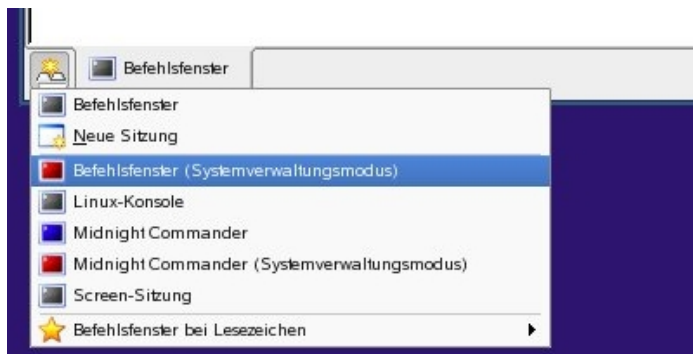 Befehlsfenster
Befehlsfenster
Neue Sitzung
Befehlsfenster (Systemverwaltungsmodus)
Linux-Konsole
Midnight Commander
Midnight Commander (Systemverwaltungsmodus)
Screen-Sitzung
Befehlsfenster bei Lesezeichen